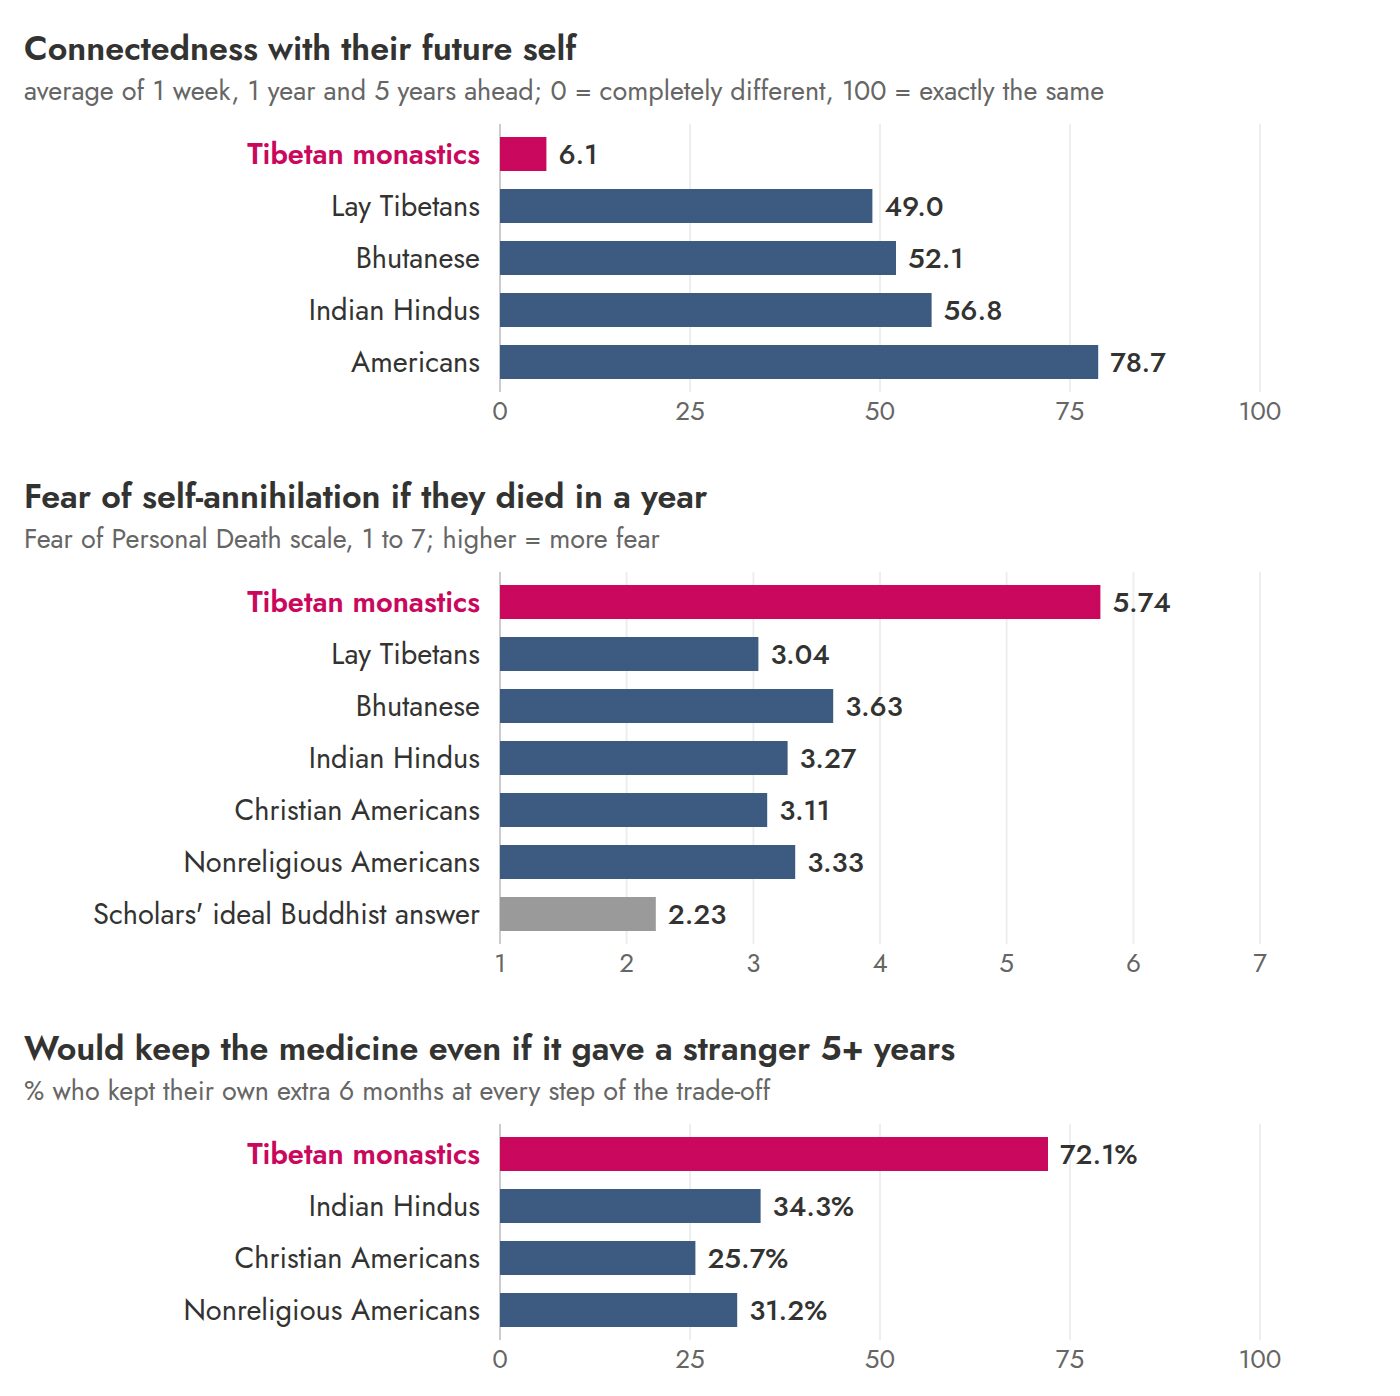 Connectedness with their future self
average of 1 week, 1 year and 5 years ahead; 0 = completely different, 100 = exactly the same
Tibetan monastics 6.1
Lay Tibetans 49.0
Bhutanese 52.1
Indian Hindus 56.8
Americans 78.7
0 25 50 75 100
Fear of self-annihilation if they died in a year
Fear of Personal Death scale, 1 to 7; higher = more fear
Tibetan monastics 5.74
Lay Tibetans 3.04
Bhutanese 3.63
Indian Hindus 3.27
Christian Americans 3.11
Nonreligious Americans 3.33
Scholars' ideal Buddhist answer 2.23
1 2 3 4 5 6 7
Would keep the medicine even if it gave a stranger 5+ years
% who kept their own extra 6 months at every step of the trade-off
Tibetan monastics 72.1%
Indian Hindus 34.3%
Christian Americans 25.7%
Nonreligious Americans 31.2%
0 25 50 75 100